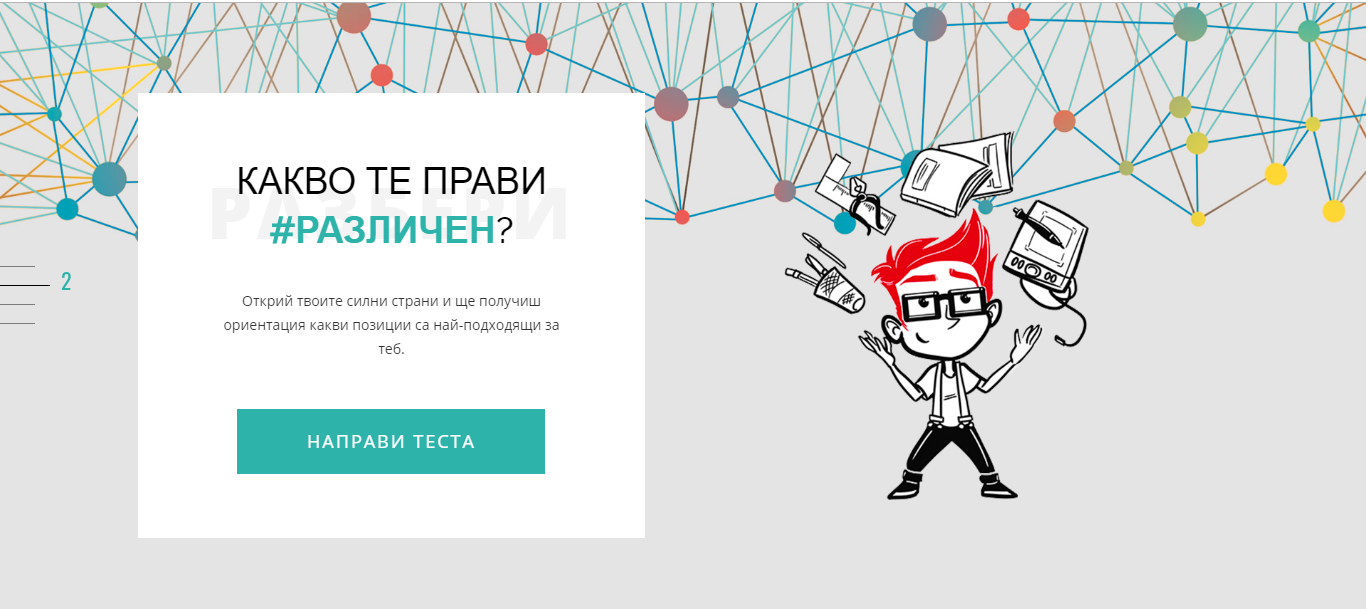 КАКВО ТЕ ПРАВИ
РАЗБЕРИ
#РАЗЛИЧЕН?
2
Открий твоите силни страни и ще получиш
ориентация какви позиции са най-подходящи за
теб.
НАПРАВИ ТЕСТА